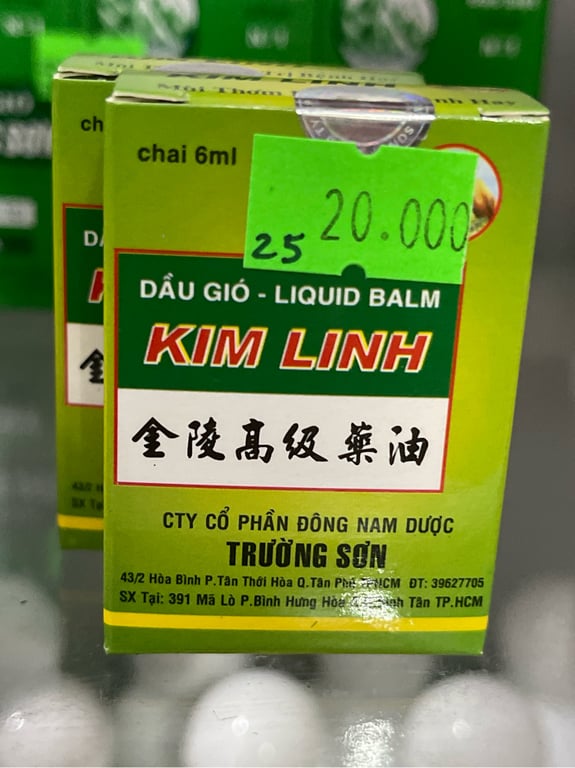 Mùi Thơm
chai 6ml
20.000
25
DẦU GIÓ - LIQUID BALM
KIM LINH
金陵高级藥油
CTY CỔ PHẦN ĐÔNG NAM DƯỢC
TRƯỜNG SƠN
43/2 Hòa Bình P.Tân Thới Hòa Q.Tân Phú TPHCM ĐT: 39627705
SX Tại: 391 Mã Lò P.Bình Hưng Hòa Bình Tân TP.HCM